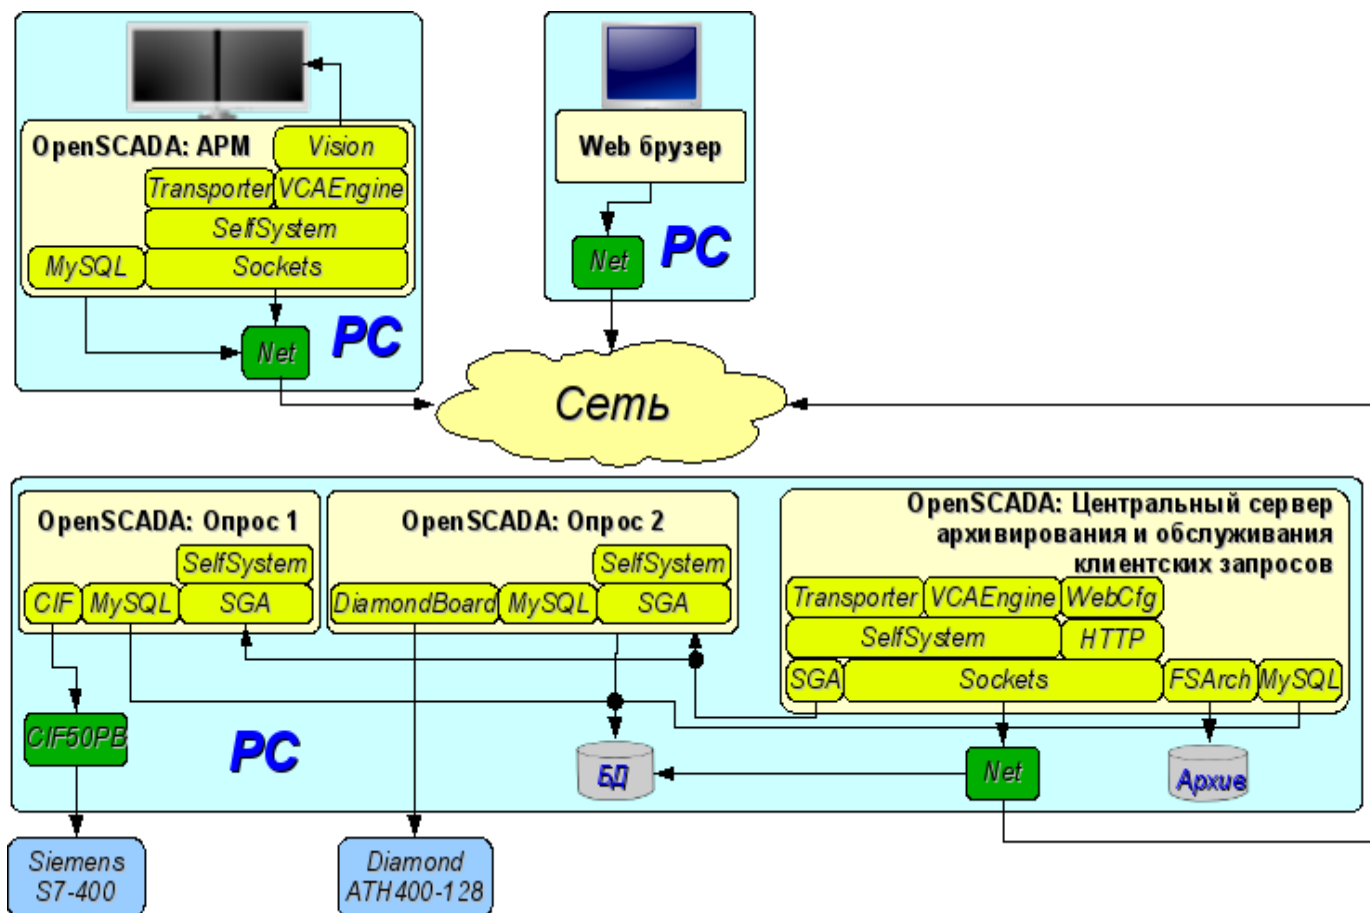 OpenSCADA: АРМ
Vision
Transporter
VCAEngine
SelfSystem
MySQL
Sockets
Net
PC
Web брузер
Net
PC
Сеть
OpenSCADA: Опрос 1
SelfSystem
CIF
MySQL
SGA
CIF50PB
OpenSCADA: Опрос 2
SelfSystem
DiamondBoard
MySQL
SGA
OpenSCADA: Центральный сервер
архивирования и обслуживания
клиентских запросов
Transporter
VCAEngine
WebCfg
SelfSystem
HTTP
SGA
Sockets
FSArch
MySQL
PC
БД
Net
Архив
Siemens
S7-400
Diamond
ATH400-128